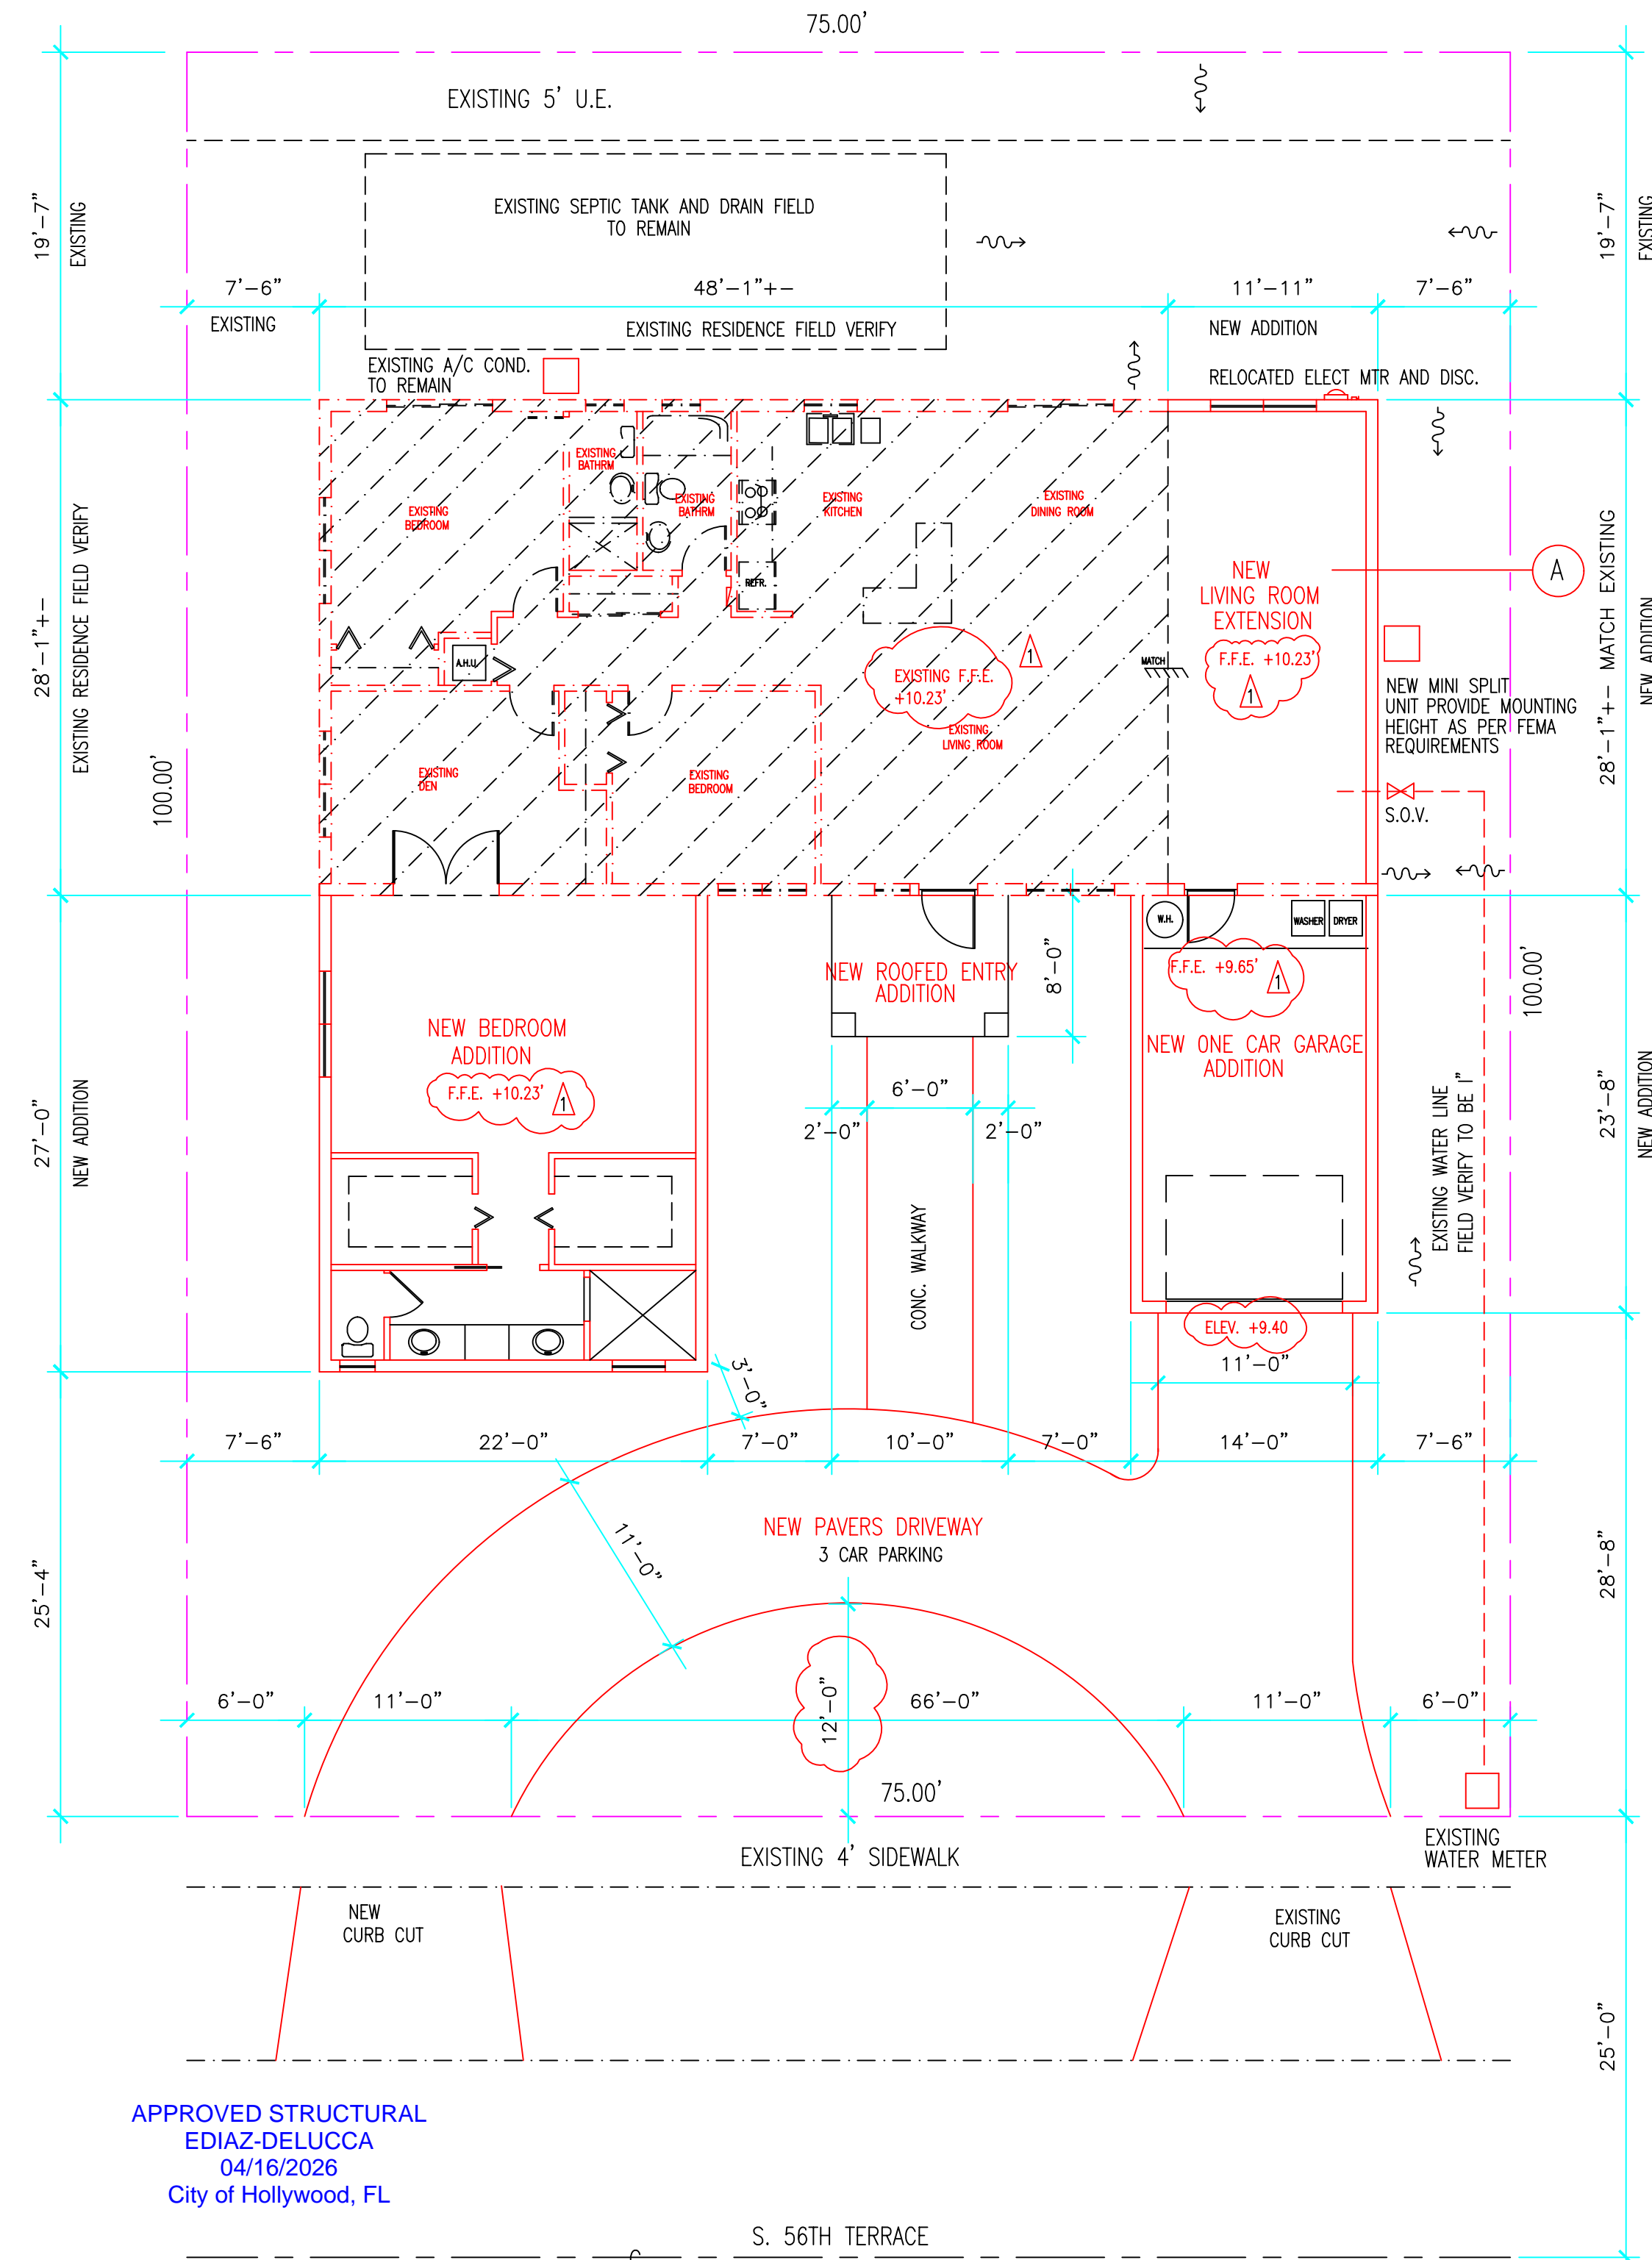 75.00'
EXISTING 5' U.E.
19'-7"
EXISTING
EXISTING SEPTIC TANK AND DRAIN FIELD
TO REMAIN
19'-7"
EXISTING
7'-6"
EXISTING
48'-1"+-
EXISTING RESIDENCE FIELD VERIFY
11'-11"
NEW ADDITION
7'-6"
EXISTING A/C COND.
TO REMAIN
RELOCATED ELECT MTR AND DISC.
EXISTING
BATHRM
EXISTING
BEDROOM
EXISTING
BATHRM
EXISTING
KITCHEN
EXISTING
DINING ROOM
28'-1"+-
EXISTING RESIDENCE FIELD VERIFY
REFR.
NEW
LIVING ROOM
EXTENSION
F.F.E. +10.23'
1
A
28'-1"+- MATCH EXISTING
NEW ADDITION
A.H.U.
EXISTING F.F.E.
+10.23'
1
MATCH
EXISTING
LIVING ROOM
NEW MINI SPLIT
UNIT PROVIDE MOUNTING
HEIGHT AS PER FEMA
REQUIREMENTS
EXISTING
DEN
EXISTING
BEDROOM
100.00'
S.O.V.
W.H.
WASHER
DRYER
NEW ROOFED ENTRY
ADDITION
8'-0"
F.F.E. +9.65'
1
100.00'
NEW BEDROOM
ADDITION
F.F.E. +10.23'
1
NEW ONE CAR GARAGE
ADDITION
27'-0"
NEW ADDITION
6'-0"
2'-0"
2'-0"
EXISTING WATER LINE
FIELD VERIFY TO BE 1"
23'-8"
NEW ADDITION
CONC. WALKWAY
ELEV. +9.40
11'-0"
3'-0"
7'-6"
22'-0"
7'-0"
10'-0"
7'-0"
14'-0"
7'-6"
NEW PAVERS DRIVEWAY
3 CAR PARKING
11'-0"
25'-4"
28'-8"
6'-0"
11'-0"
12'-0"
66'-0"
11'-0"
6'-0"
75.00'
EXISTING 4' SIDEWALK
EXISTING
WATER METER
NEW
CURB CUT
EXISTING
CURB CUT
25'-0"
APPROVED STRUCTURAL
EDIAZ-DELUCCA
04/16/2026
City of Hollywood, FL
S. 56TH TERRACE